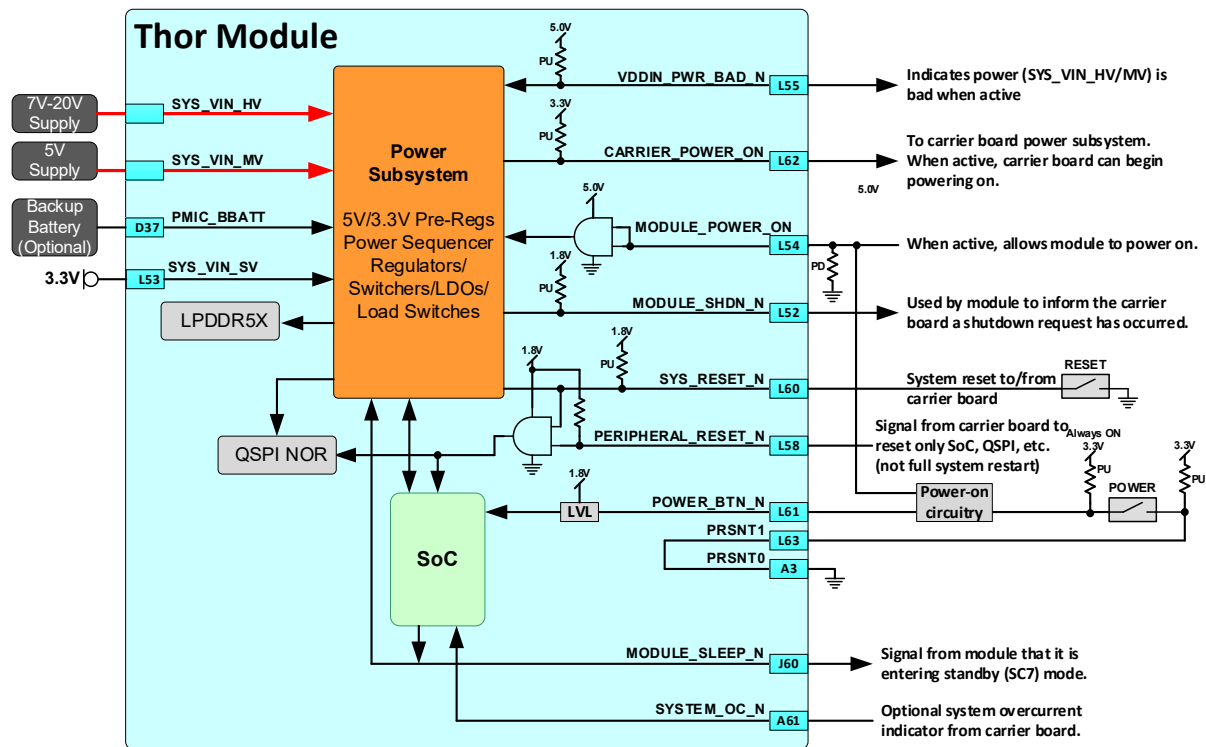 Thor Module
7V-20V
Supply
SYS_VIN_HV
5V
Supply
SYS_VIN_MV
Backup
Battery
(Optional)
D37
PMIC_BBATT
3.3V
L53
SYS_VIN_SV
LPDDR5X
QSPI NOR
Power
Subsystem
5V/3.3V Pre-Regs
Power Sequencer
Regulators/
Switchers/LDOs/
Load Switches
SoC
5.0V
PU
VDDIN_PWR_BAD_N
L55
Indicates power (SYS_VIN_HV/MV) is
bad when active
3.3V
PU
CARRIER_POWER_ON
L62
To carrier board power subsystem.
When active, carrier board can begin
powering on.
5.0V
5.0V
MODULE_POWER_ON
L54
PD
When active, allows module to power on.
1.8V
PU
MODULE_SHDN_N
L52
Used by module to inform the carrier
board a shutdown request has occurred.
1.8V
PU
SYS_RESET_N
L60
System reset to/from
carrier board
RESET
1.8V
PERIPHERAL_RESET_N
L58
Signal from carrier board to
reset only SoC, QSPI, etc.
(not full system restart)
Always ON
3.3V
PU
3.3V
PU
1.8V
LVL
POWER_BTN_N
L61
Power-on
circuitry
POWER
PRSNT1
L63
PRSNT0
A3
MODULE_SLEEP_N
J60
Signal from module that it is
entering standby (SC7) mode.
SYSTEM_OC_N
A61
Optional system overcurrent
indicator from carrier board.